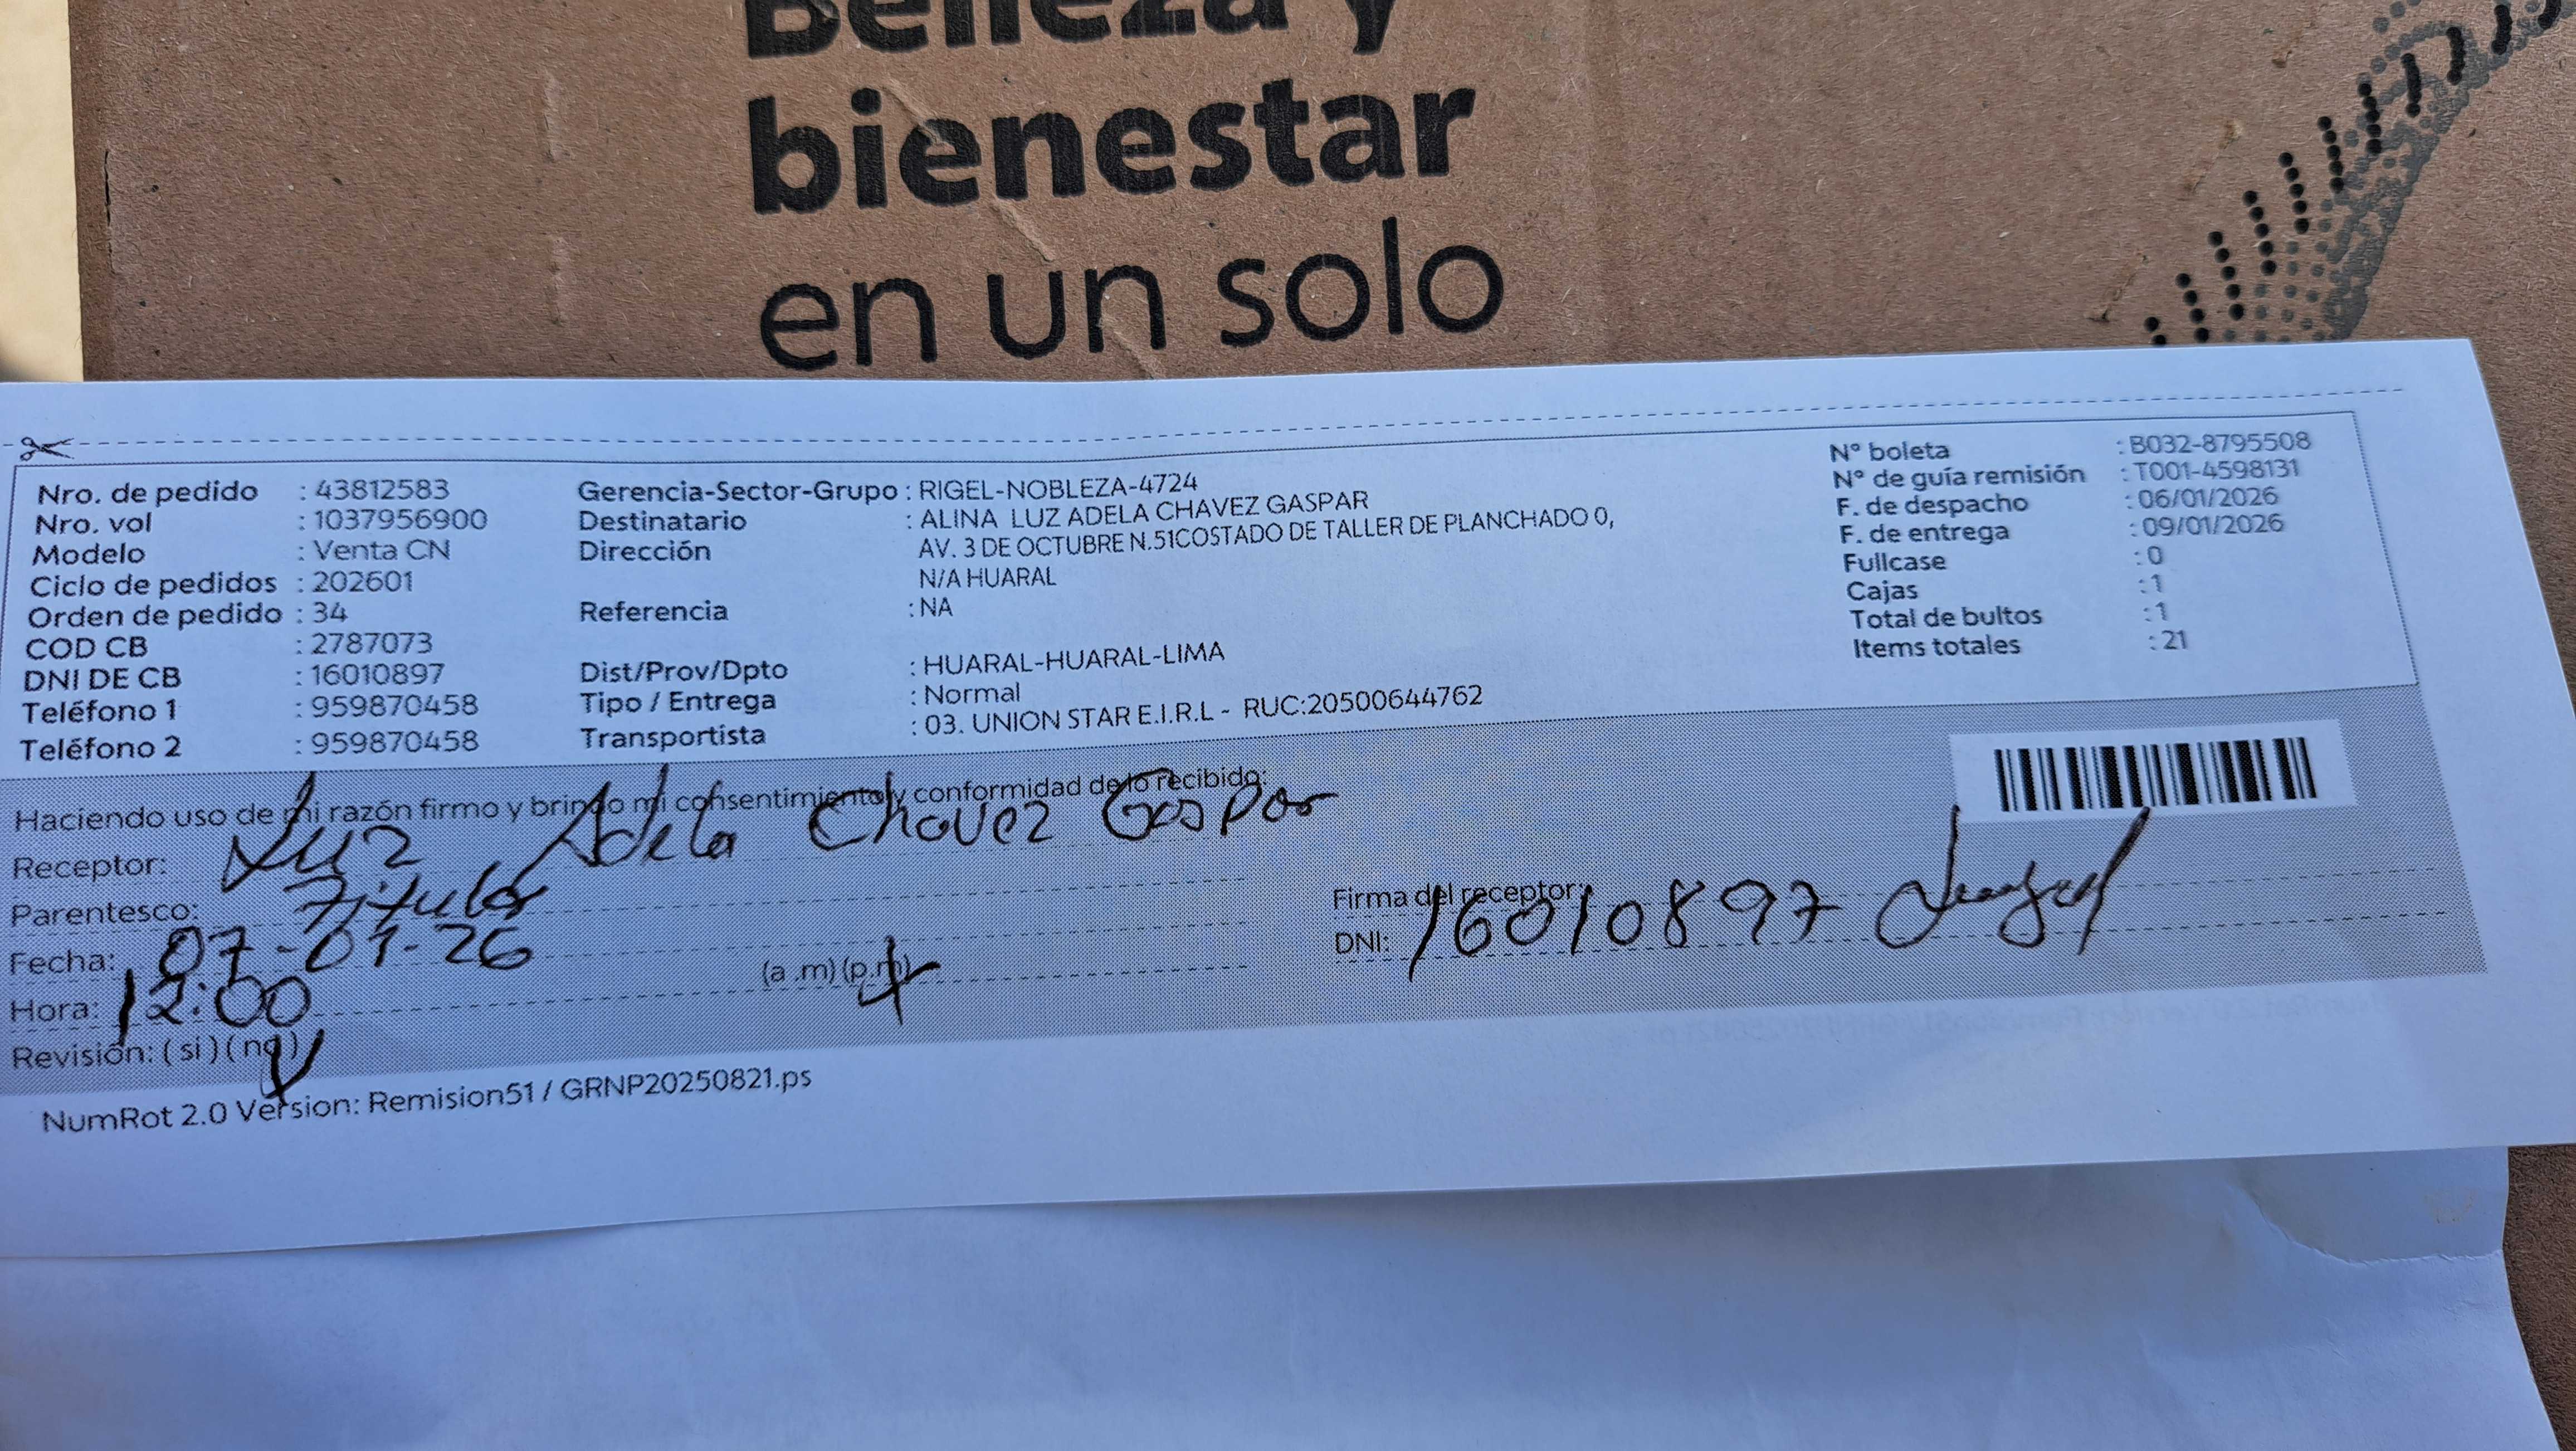 Belleza y
bienestar
en un solo
Nro. de pedido : 43812583
Nro. vol : 1037956900
Modelo : Venta CN
Ciclo de pedidos : 202601
Orden de pedido : 34
COD CB : 2787073
DNI DE CB : 16010897
Teléfono 1 : 959870458
Teléfono 2 : 959870458
Gerencia-Sector-Grupo : RIGEL-NOBLEZA-4724
Destinatario : ALINA LUZ ADELA CHAVEZ GASPAR
Dirección AV. 3 DE OCTUBRE N.51COSTADO DE TALLER DE PLANCHADO 0,
N/A HUARAL
Referencia : NA
Dist/Prov/Dpto : HUARAL-HUARAL-LIMA
Tipo / Entrega : Normal
Transportista : 03. UNION STAR E.I.R.L - RUC:20500644762
N° boleta : B032-8795508
N° de guía remisión : T001-4598131
F. de despacho : 06/01/2026
F. de entrega : 09/01/2026
Fullcase : 0
Cajas : 1
Total de bultos : 1
Items totales : 21
Haciendo uso de mi razón firmo y brindo mi consentimiento y conformidad de lo recibido:
Receptor: Luz Adela Chavez Gaspar
Parentesco: Titular
Fecha: 07-01-26
Hora: 12:00 (a .m) (p.m)
Revisión: ( si ) ( no )
Firma del receptor:
DNI: 16010897
NumRot 2.0 Version: Remision51 / GRNP20250821.ps